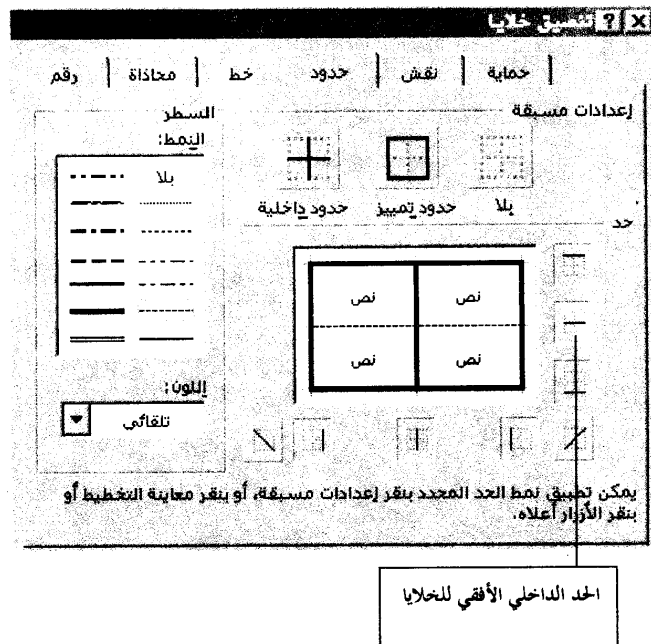 تنسيق خلايا
رقم محاذاة خط حدود نقش حماية
إعدادات مسبقة
بلا حدود تمييز حدود داخلية
حد
نص نص
نص نص
السطر
النمط:
بلا
اللون:
تلقائي
يمكن تطبيق نمط الحد المحدد بنقر إعدادات مسبقة، أو بنقر معاينة التخطيط أو
بنقر الأزرار أعلاه.
الحد الداخلي الأفقي للخلايا